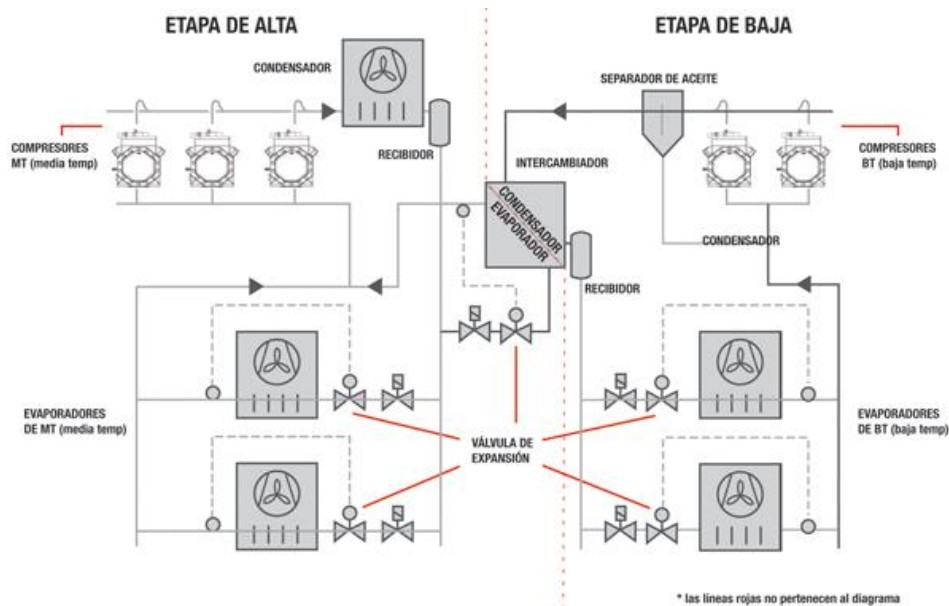 ETAPA DE ALTA
ETAPA DE BAJA
CONDENSADOR
SEPARADOR DE ACEITE
COMPRESORES
MT (media temp)
RECIBIDOR
INTERCAMBIADOR
COMPRESORES
BT (baja temp)
CONDENSADOR
EVAPORADOR
CONDENSADOR
RECIBIDOR
EVAPORADORES
DE MT (media temp)
VÁLVULA DE
EXPANSIÓN
EVAPORADORES
DE BT (baja temp)
* las líneas rojas no pertenecen al diagrama